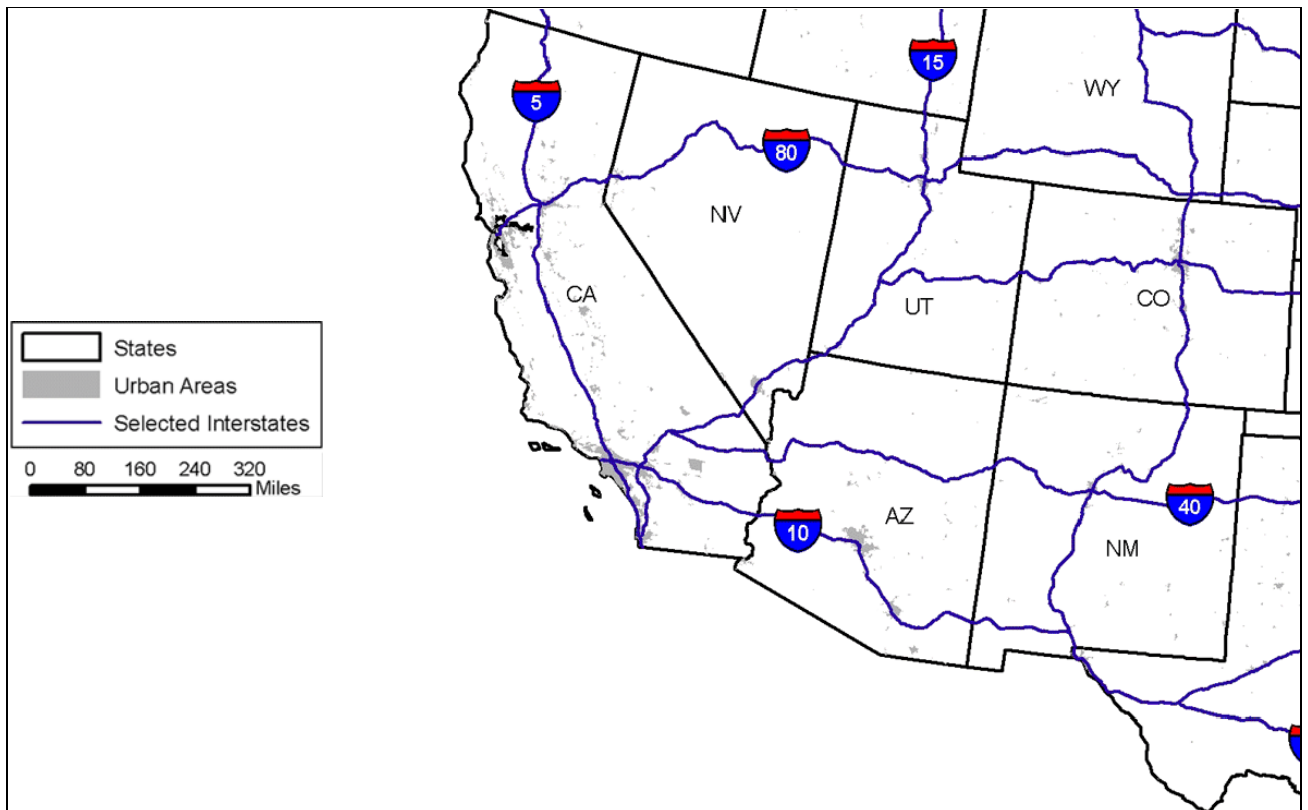 15
5
WY
80
NV
CA
UT
CO
States
Urban Areas
Selected Interstates
0 80 160 240 320
Miles
40
AZ
10
NM